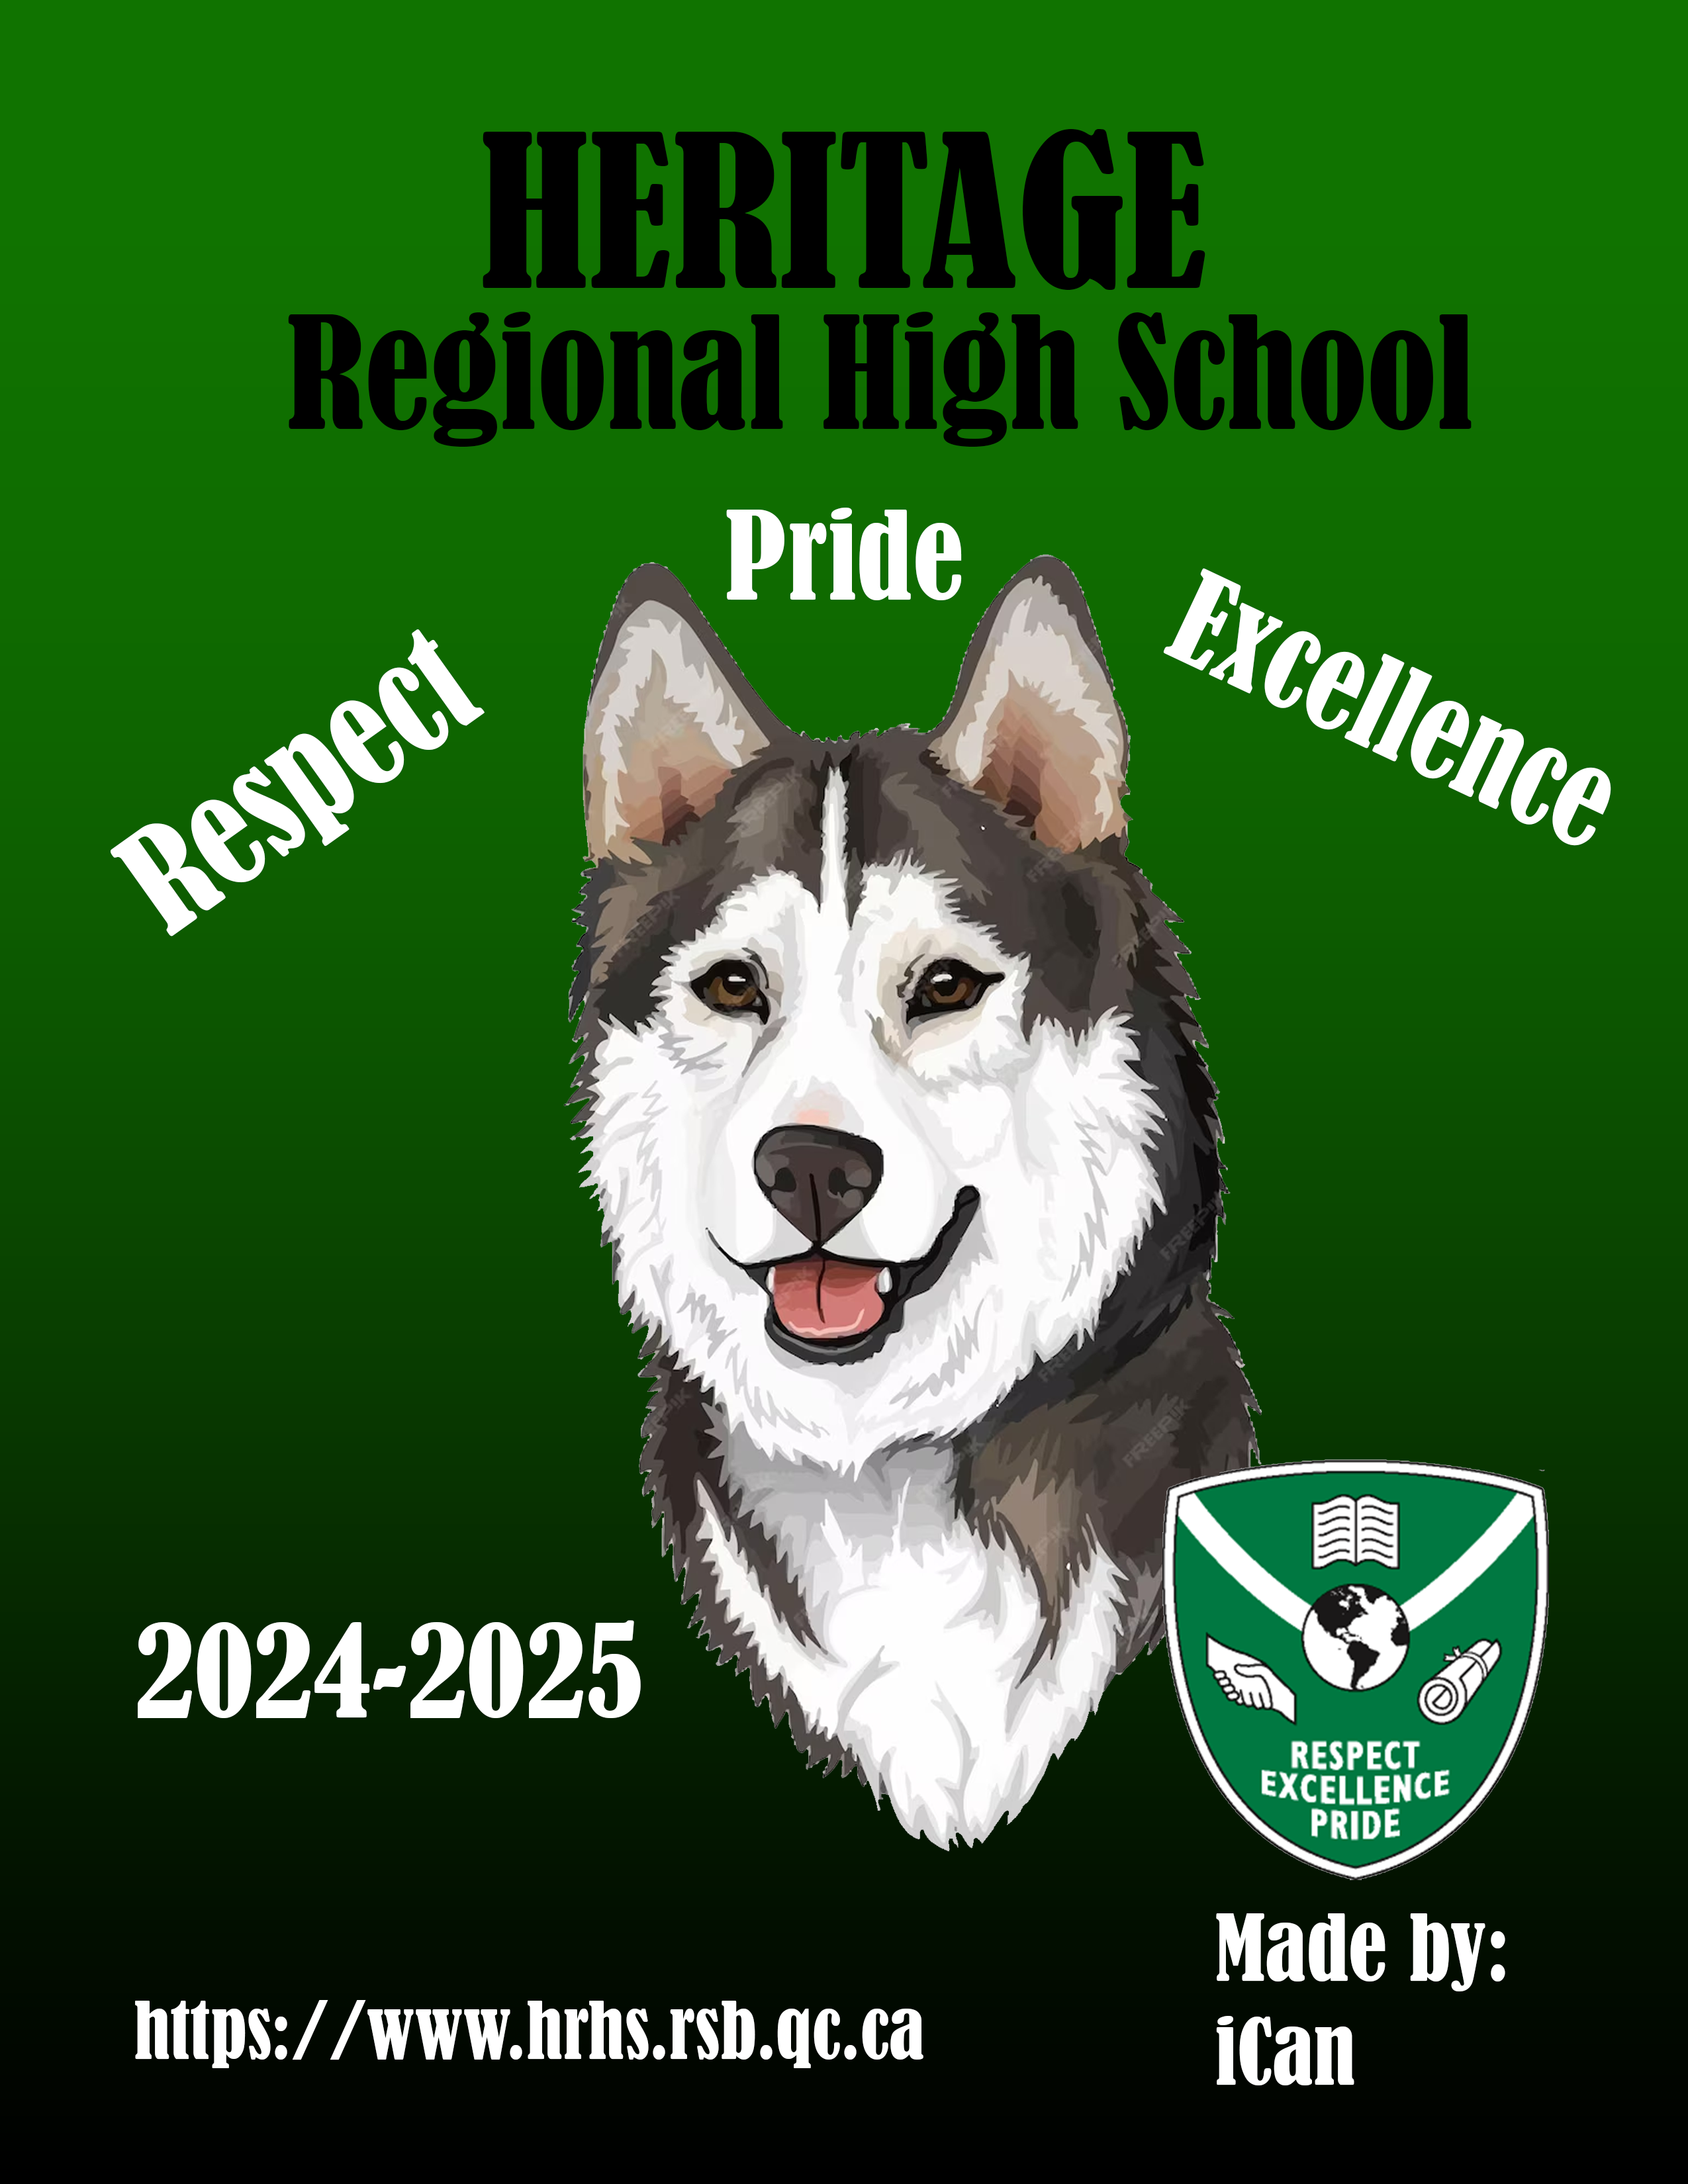 HERITAGE
Regional High School
Pride
Respect
Excellence
2024-2025
RESPECT
EXCELLENCE
PRIDE
Made by:
iCan
https://www.hrhs.rsb.qc.ca
FREEPIK